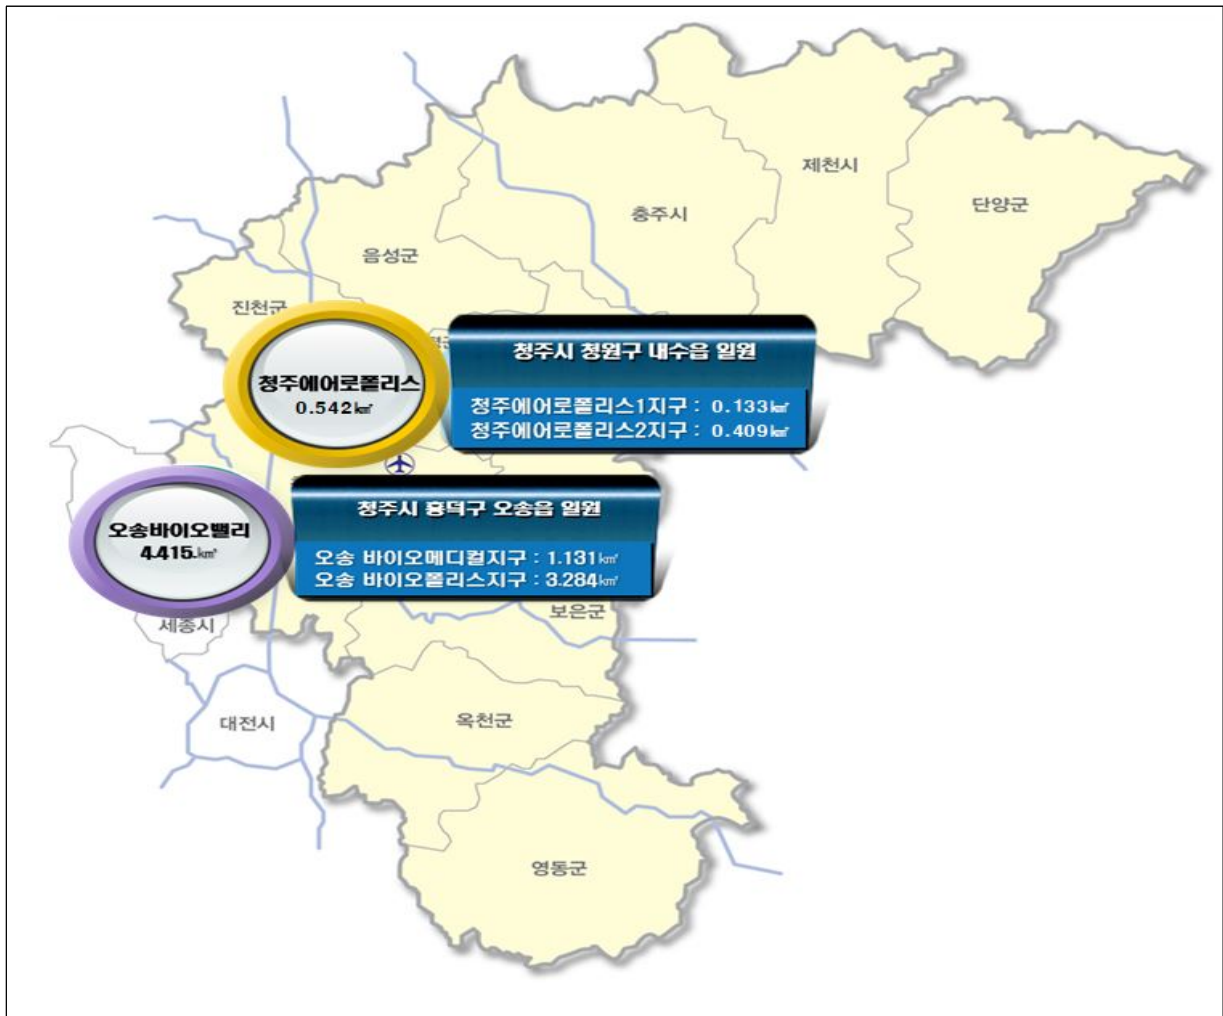 제천시
단양군
충주시
음성군
진천군
청주시 청원구 내수읍 일원
청주에어로폴리스
0.542㎢
청주에어로폴리스1지구 : 0.133㎢
청주에어로폴리스2지구 : 0.409㎢
청주시 흥덕구 오송읍 일원
오송바이오밸리
4.415.㎢
오송 바이오메디컬지구 : 1.131㎢
오송 바이오폴리스지구 : 3.284㎢
보은군
세종시
대전시
옥천군
영동군